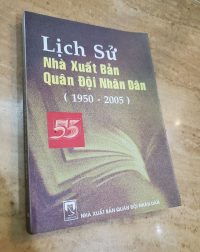 Lịch Sử
Nhà Xuất Bản
Quân Đội Nhân Dân
( 1950 - 2005 )
55
NHÀ XUẤT BẢN QUÂN ĐỘI NHÂN DÂN